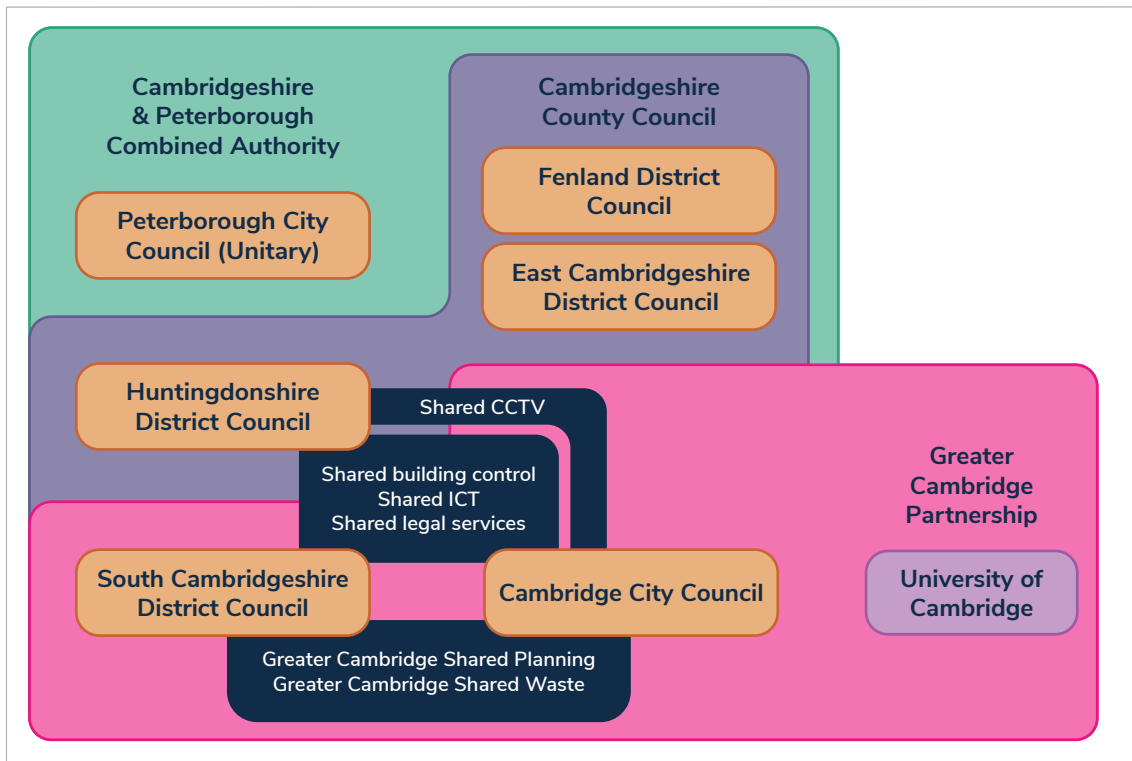 Cambridgeshire
& Peterborough
Combined Authority
Peterborough City
Council (Unitary)
Cambridgeshire
County Council
Fenland District
Council
East Cambridgeshire
District Council
Huntingdonshire
District Council
Shared CCTV
Shared building control
Shared ICT
Shared legal services
Greater
Cambridge
Partnership
South Cambridgeshire
District Council
Cambridge City Council
University of
Cambridge
Greater Cambridge Shared Planning
Greater Cambridge Shared Waste